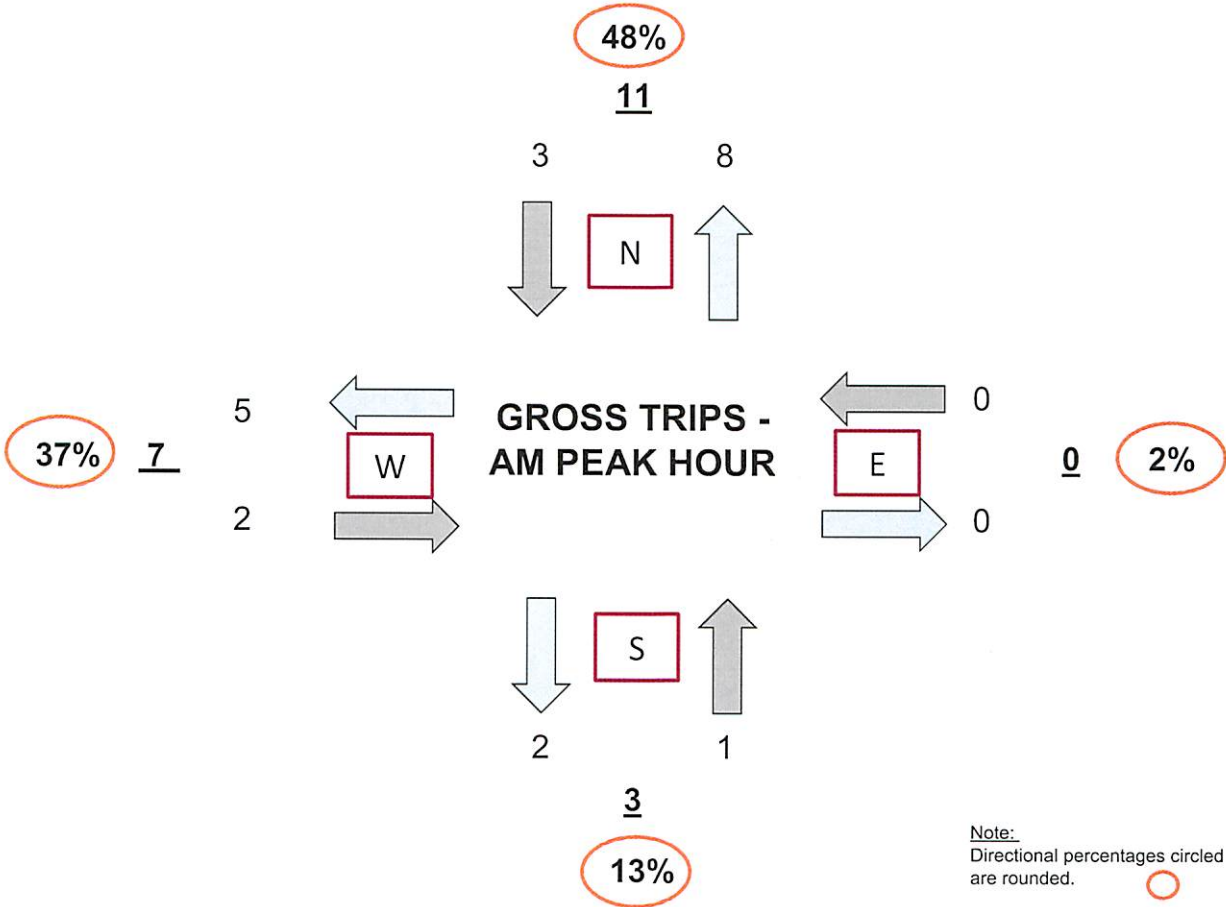 48%
11
3 8
N
5
37% 7
2
W
GROSS TRIPS -
AM PEAK HOUR
E
0
0 2%
0
S
2 1
3
13%
Note:
Directional percentages circled
are rounded.